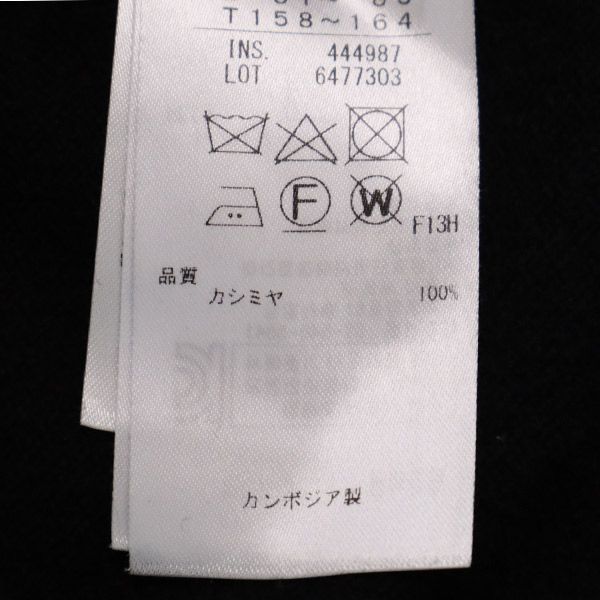 T158～164
INS. 444987
LOT 6477303
F W
F13H
品質
カシミヤ 100%
カンボジア製